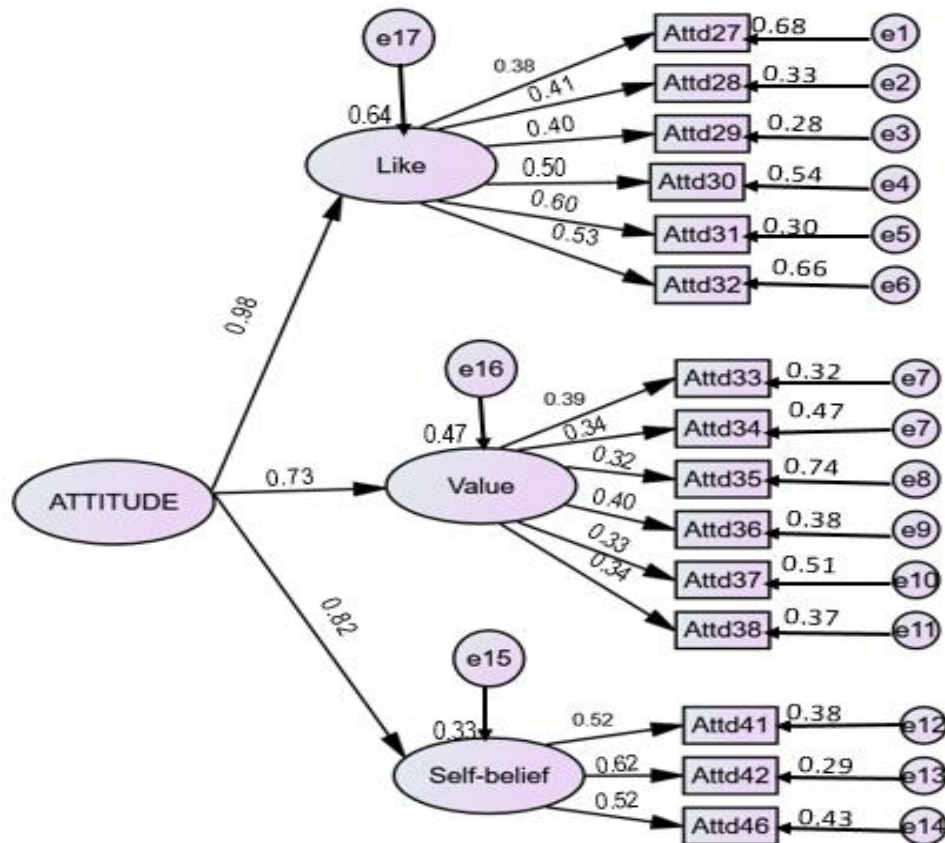 e17
0.38
Attd27
0.68
e1
0.41
Attd28
0.33
e2
0.64
0.40
Attd29
0.28
e3
Like
0.50
Attd30
0.54
e4
0.60
Attd31
0.30
e5
0.53
Attd32
0.66
e6
0.98
e16
0.39
Attd33
0.32
e7
0.47
0.34
Attd34
0.47
e7
0.32
Attd35
0.74
e8
ATTITUDE
0.73
Value
0.40
Attd36
0.38
e9
0.33
Attd37
0.51
e10
0.34
Attd38
0.37
e11
0.82
e15
0.33
0.52
Attd41
0.38
e12
Self-belief
0.62
Attd42
0.29
e13
0.52
Attd46
0.43
e14